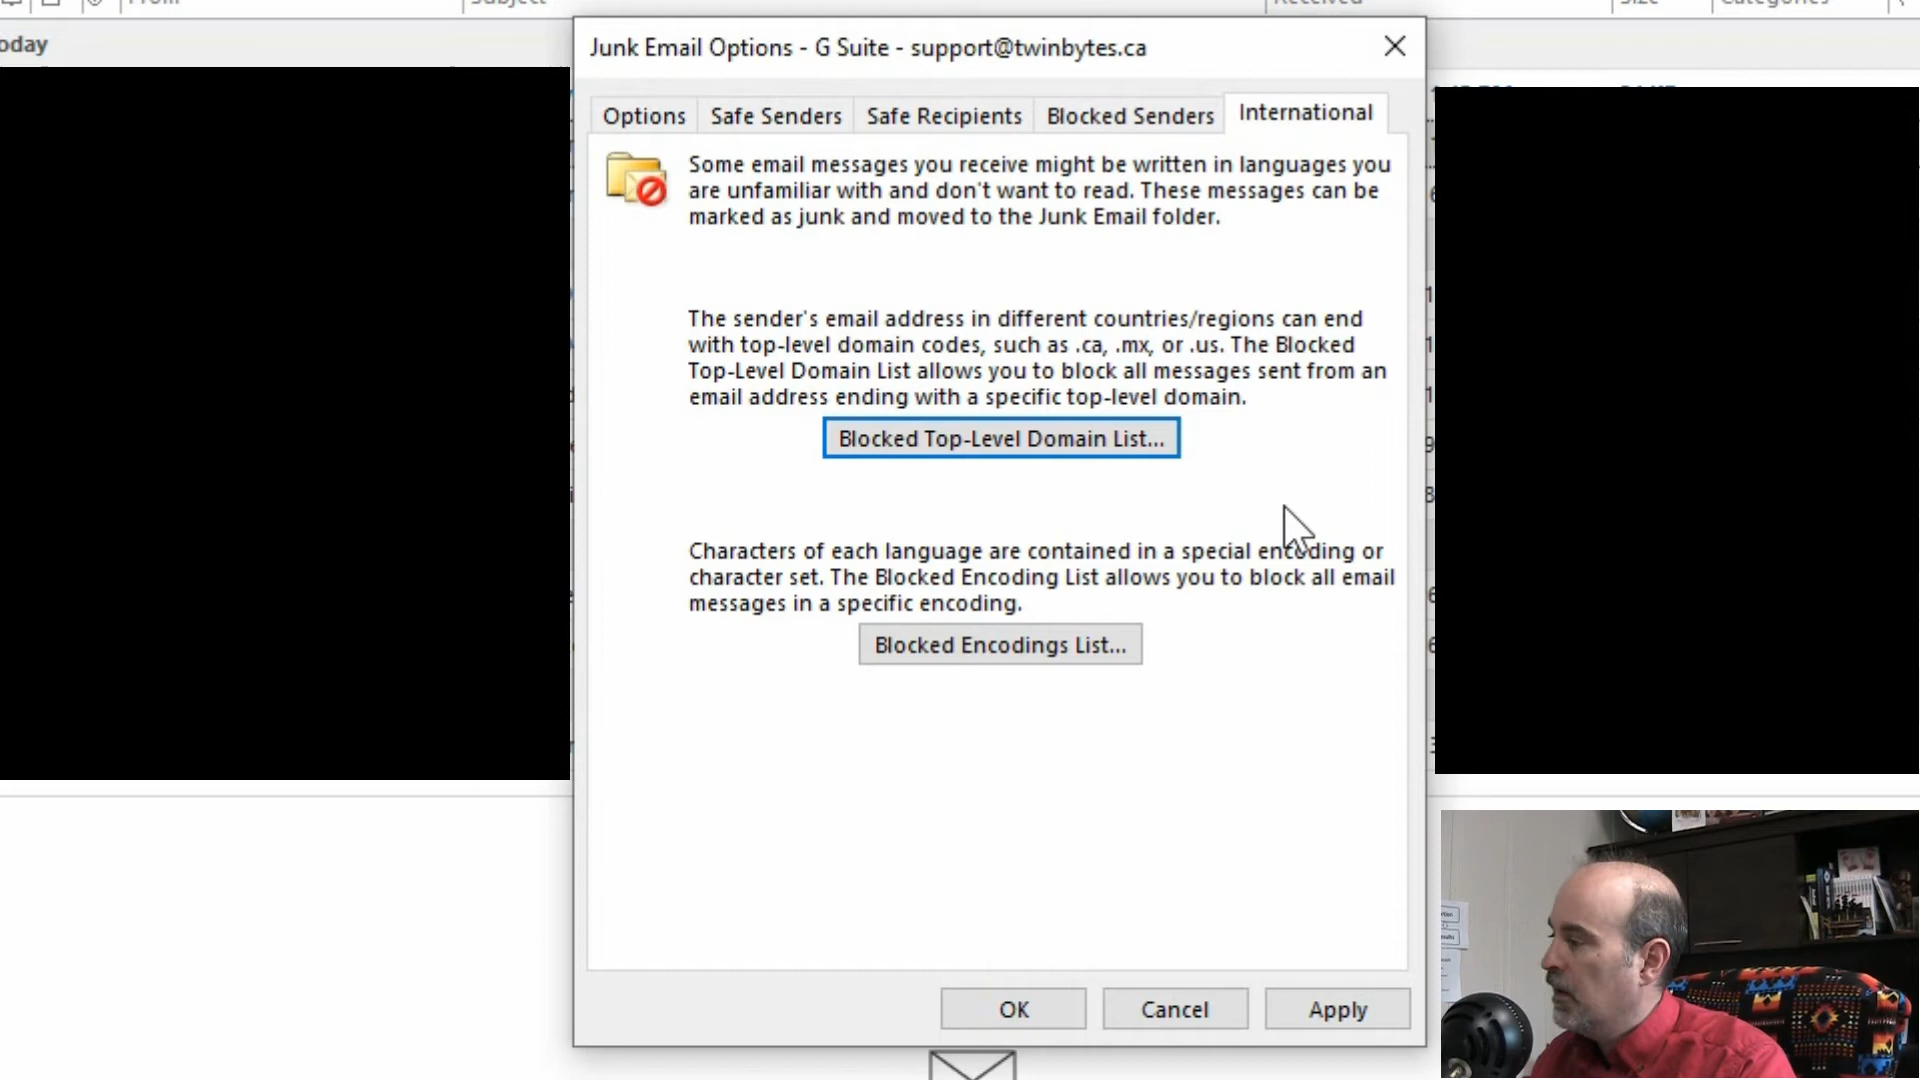 From
Subject
Received
Size
Categories
oday
Junk Email Options - G Suite - support@twinbytes.ca
Options
Safe Senders
Safe Recipients
Blocked Senders
International
Some email messages you receive might be written in languages you
are unfamiliar with and don't want to read. These messages can be
marked as junk and moved to the Junk Email folder.
The sender's email address in different countries/regions can end
with top-level domain codes, such as .ca, .mx, or .us. The Blocked
Top-Level Domain List allows you to block all messages sent from an
email address ending with a specific top-level domain.
Blocked Top-Level Domain List...
Characters of each language are contained in a special encoding or
character set. The Blocked Encoding List allows you to block all email
messages in a specific encoding.
Blocked Encodings List...
OK
Cancel
Apply